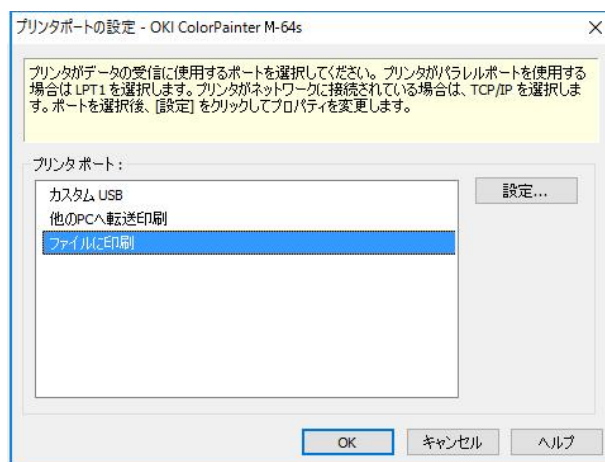 プリンタポートの設定 - OKI ColorPainter M-64s
プリンタがデータの受信に使用するポートを選択してください。プリンタがパラレルポートを使用する
場合は LPT1 を選択します。プリンタがネットワークに接続されている場合は、TCP/IP を選択しま
す。ポートを選択後、[設定] をクリックしてプロパティを変更します。
プリンタ ポート :
カスタム USB
設定...
他のPCへ転送印刷
ファイルに印刷
OK
キャンセル
ヘルプ